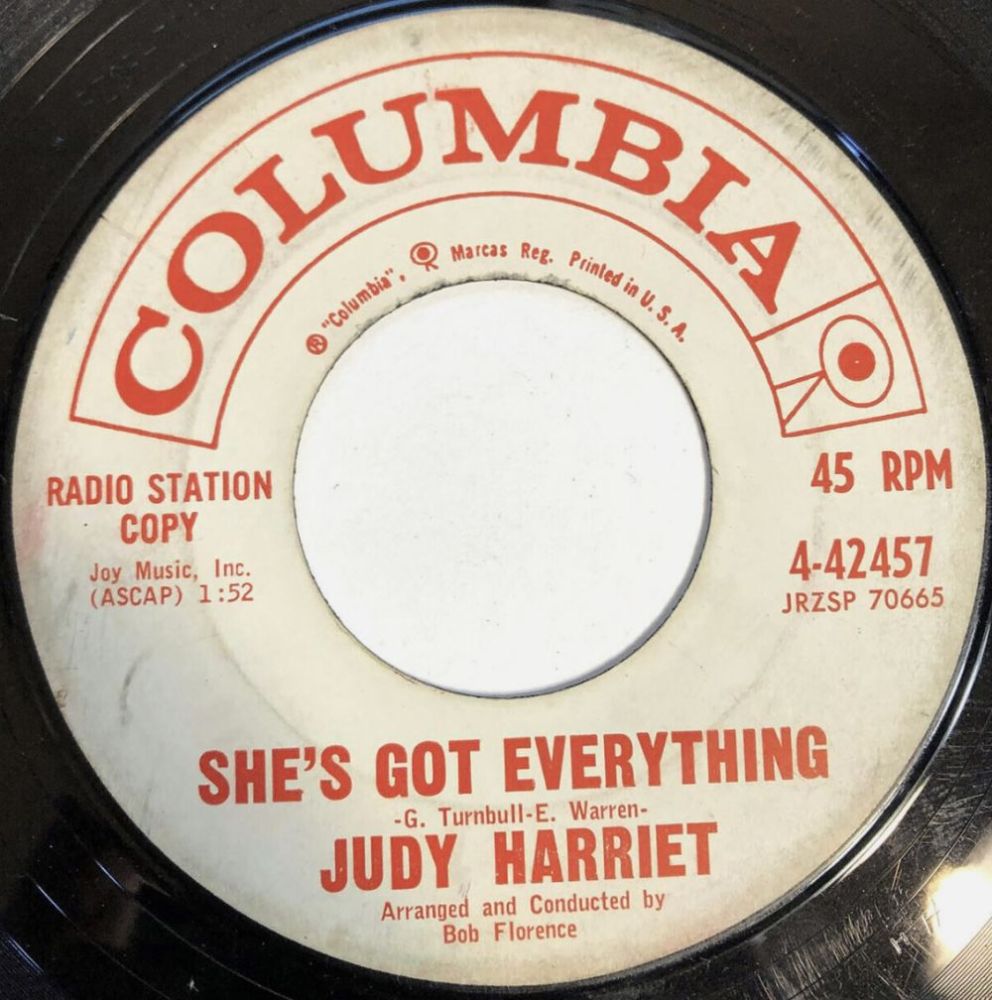 COLUMBIA
® "Columbia", Marcas Reg. Printed in U. S. A.
RADIO STATION
COPY
Joy Music, Inc.
(ASCAP) 1:52
45 RPM
4-42457
JRZSP 70665
SHE'S GOT EVERYTHING
-G. Turnbull-E. Warren-
JUDY HARRIET
Arranged and Conducted by
Bob Florence